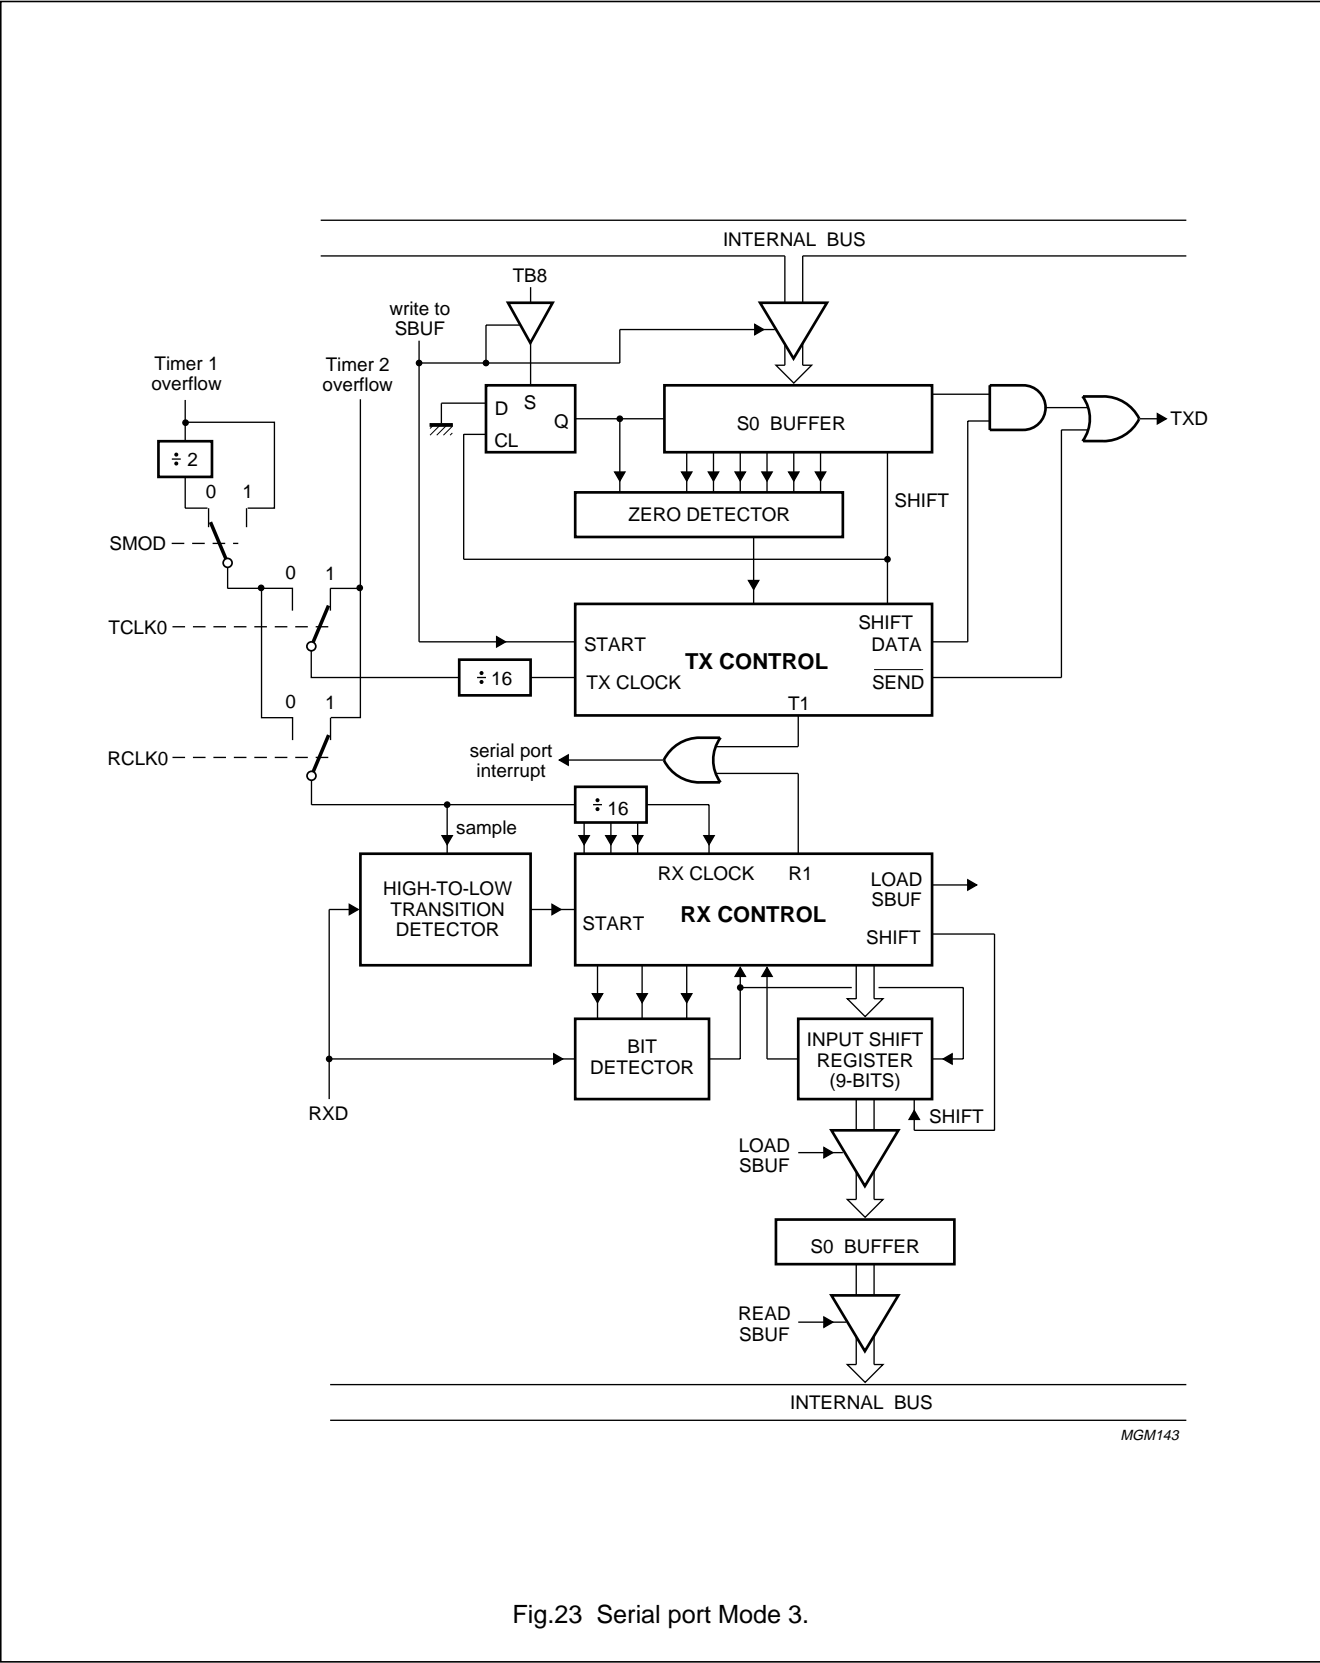 INTERNAL BUS
TB8
write to
SBUF
Timer 1
overflow
Timer 2
overflow
D
S
Q
CL
S0 BUFFER
TXD
÷ 2
0
1
ZERO DETECTOR
SHIFT
SMOD
0
1
TCLK0
SHIFT
START
DATA
TX CONTROL
÷ 16
TX CLOCK
SEND
T1
0
1
RCLK0
serial port
interrupt
÷ 16
sample
RX CLOCK
R1
HIGH-TO-LOW
TRANSITION
DETECTOR
LOAD
SBUF
START
RX CONTROL
SHIFT
BIT
DETECTOR
INPUT SHIFT
REGISTER
(9-BITS)
RXD
SHIFT
LOAD
SBUF
S0 BUFFER
READ
SBUF
INTERNAL BUS
MGM143
Fig.23 Serial port Mode 3.